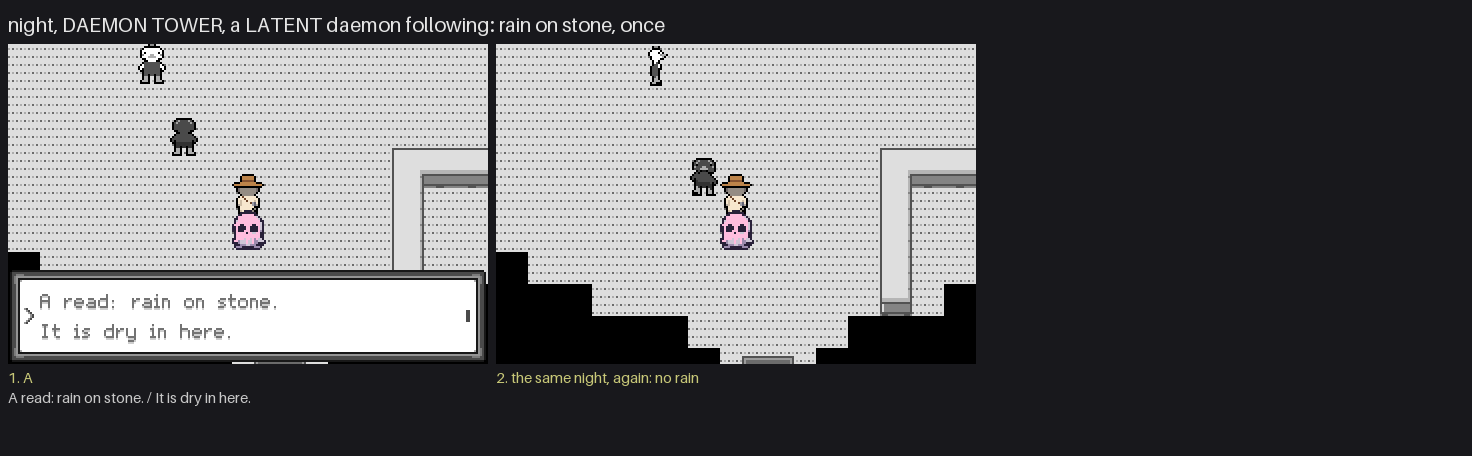 night, DAEMON TOWER, a LATENT daemon following: rain on stone, once
A read: rain on stone.
It is dry in here.
1. A
A read: rain on stone. / It is dry in here.
2. the same night, again: no rain